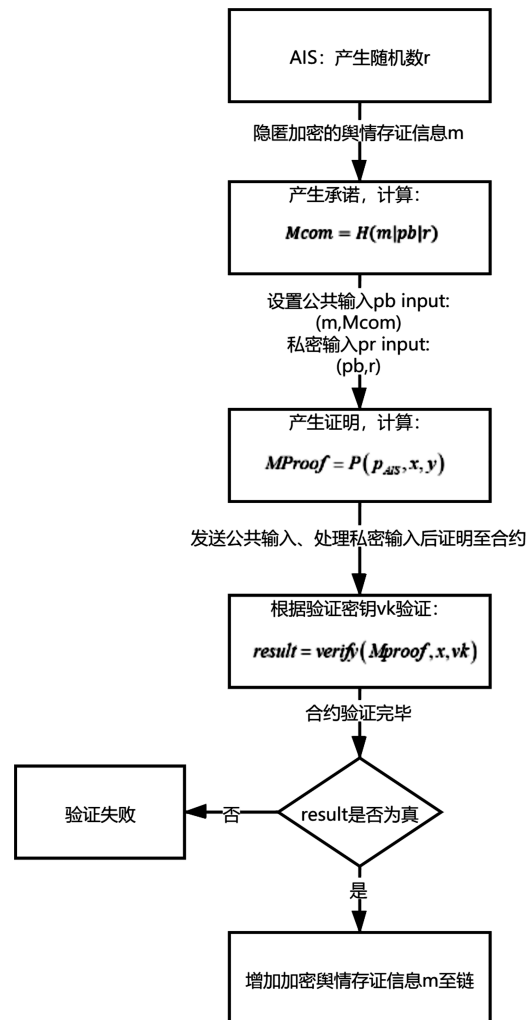 AIS：产生随机数r
隐匿加密的舆情存证信息m
产生承诺，计算：
Mcom = H(m|pb|r)
设置公共输入pb input:
(m,Mcom)
私密输入pr input:
(pb,r)
产生证明，计算：
MProof = P(p_AIS,x,y)
发送公共输入、处理私密输入后证明至合约
根据验证密钥vk验证：
result = verify(Mproof,x,vk)
合约验证完毕
验证失败
否
result是否为真
是
增加加密舆情存证信息m至链